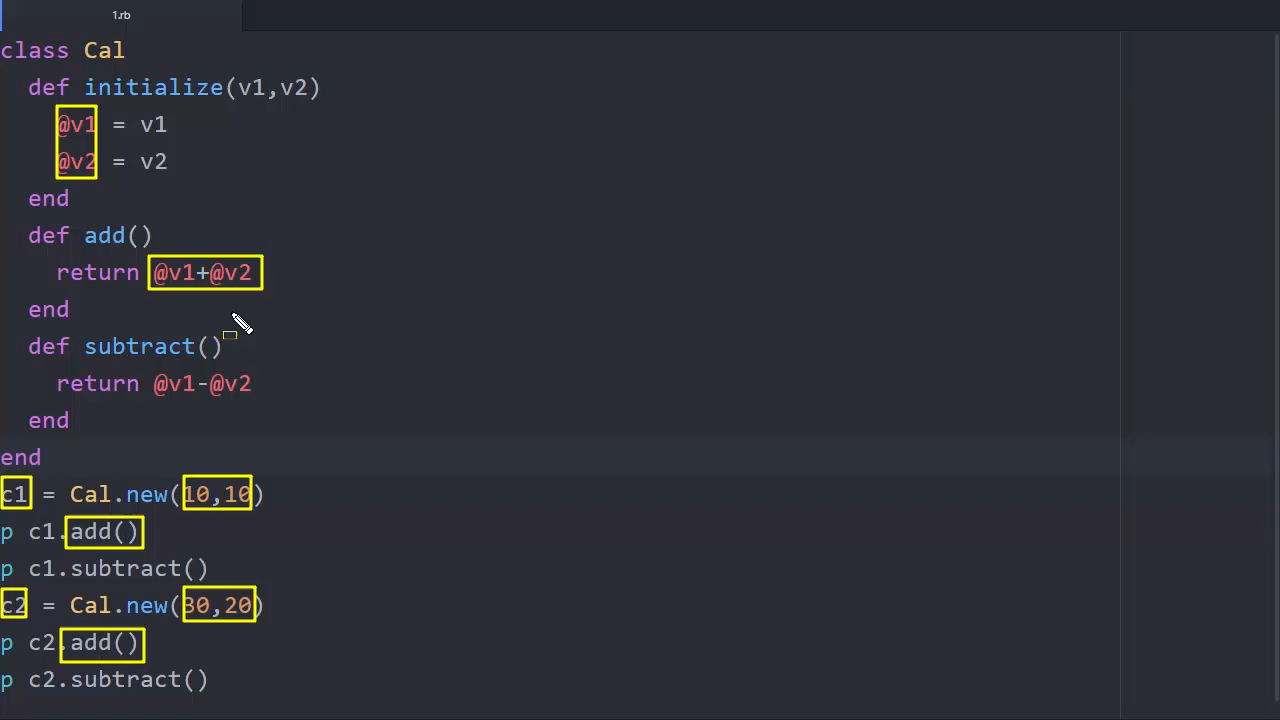 1.rb
class Cal
  def initialize(v1,v2)
    @v1 = v1
    @v2 = v2
  end
  def add()
    return @v1+@v2
  end
  def subtract()
    return @v1-@v2
  end
end
c1 = Cal.new(10,10)
p c1.add()
p c1.subtract()
c2 = Cal.new(30,20)
p c2.add()
p c2.subtract()